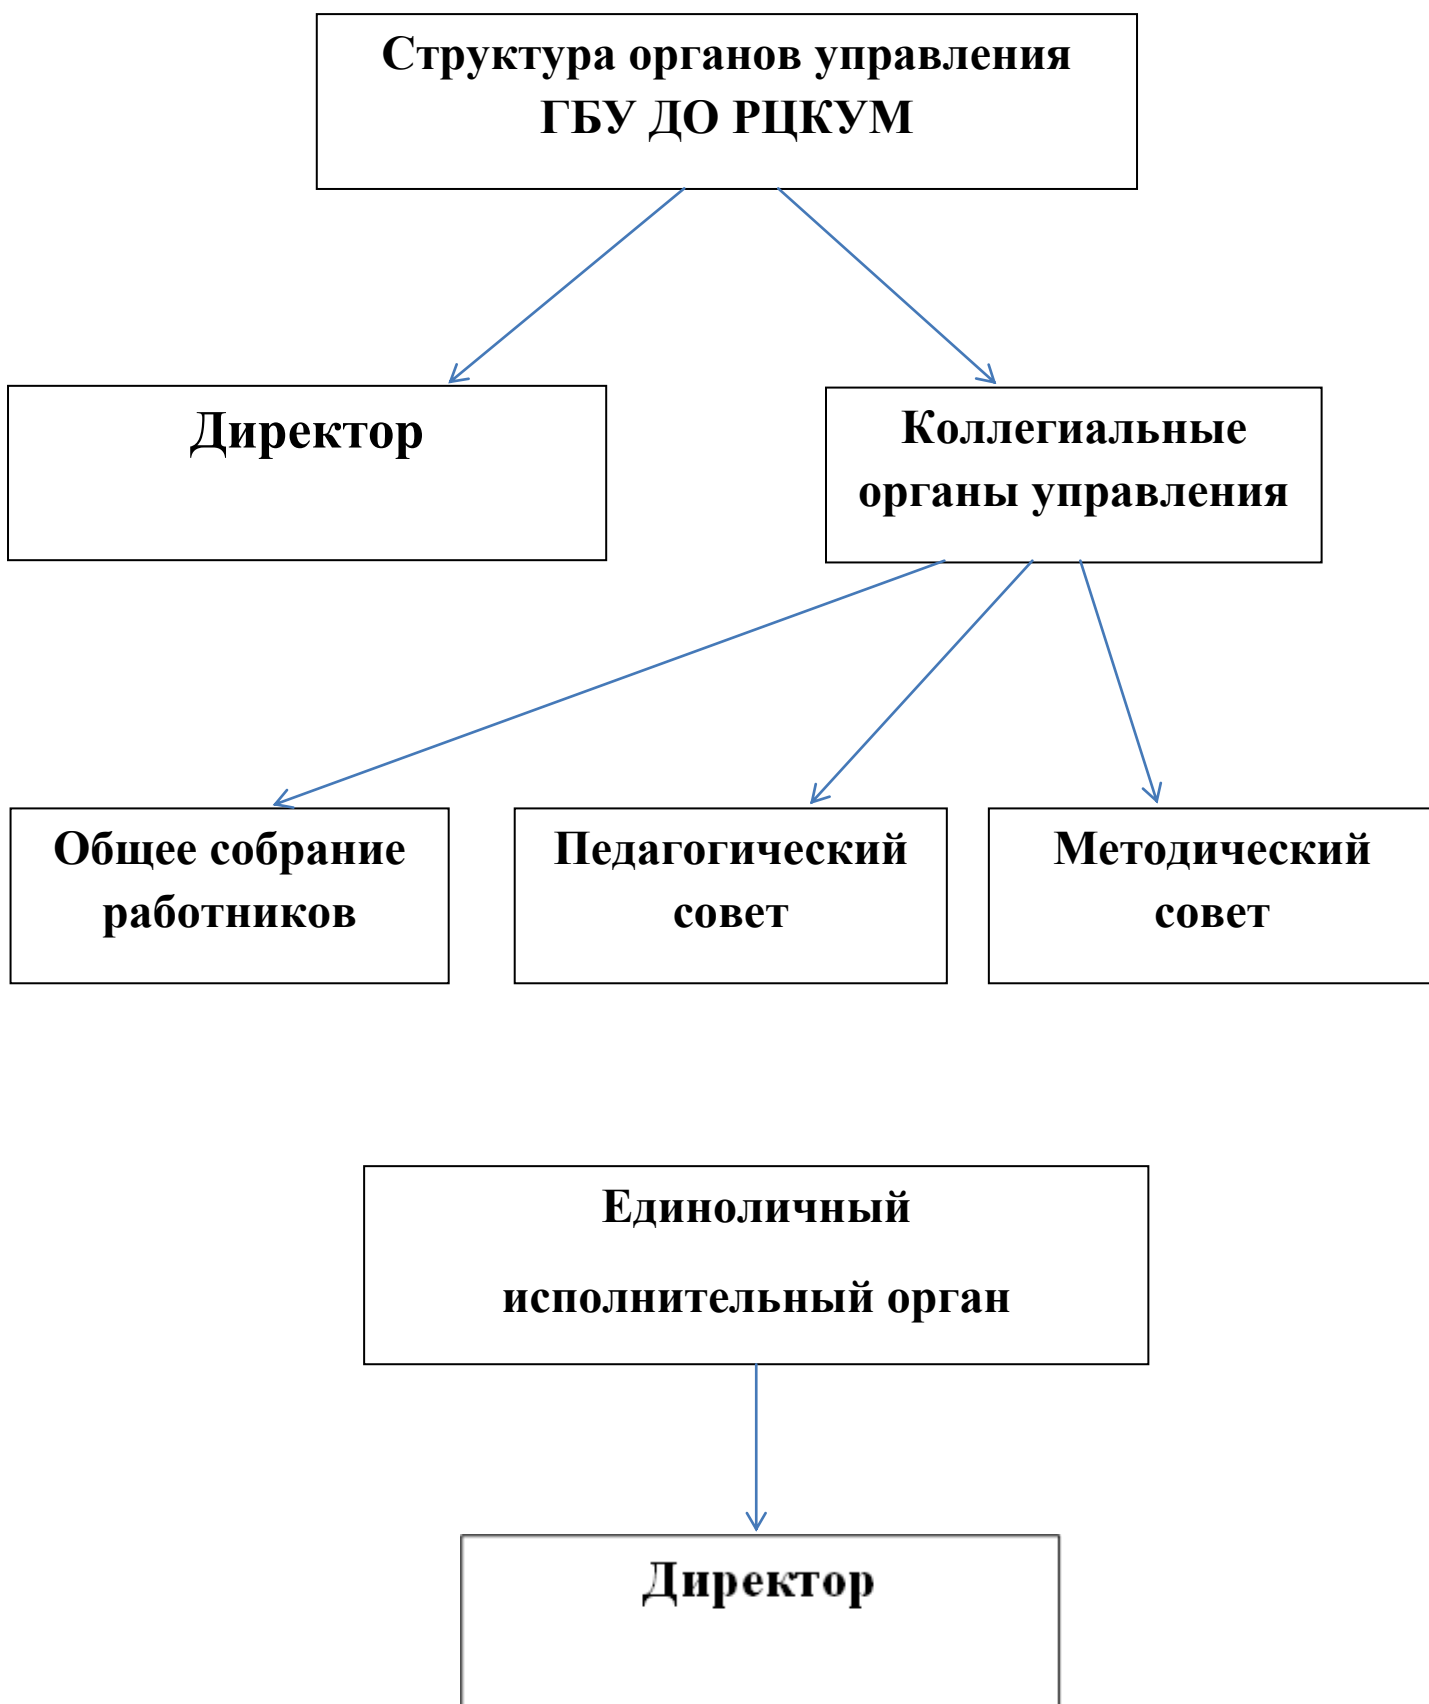 Структура органов управления
ГБУ ДО РЦКУМ
Директор
Коллегиальные
органы управления
Общее собрание
работников
Педагогический
совет
Методический
совет
Единоличный
исполнительный орган
Директор